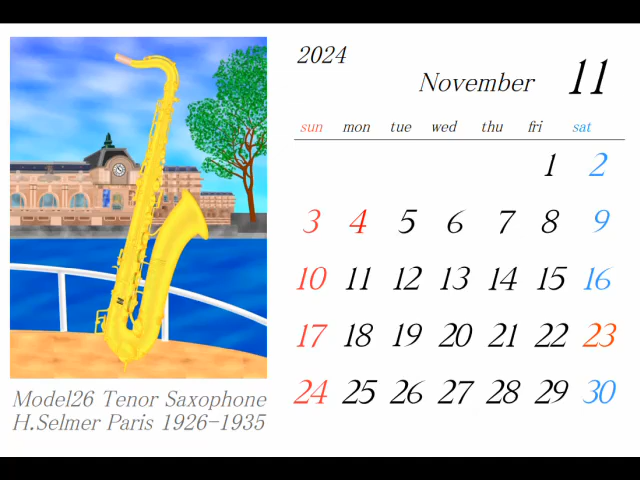 2024
November 11
sun mon tue wed thu fri sat
1 2
3 4 5 6 7 8 9
10 11 12 13 14 15 16
17 18 19 20 21 22 23
24 25 26 27 28 29 30
Model26 Tenor Saxophone
H.Selmer Paris 1926-1935